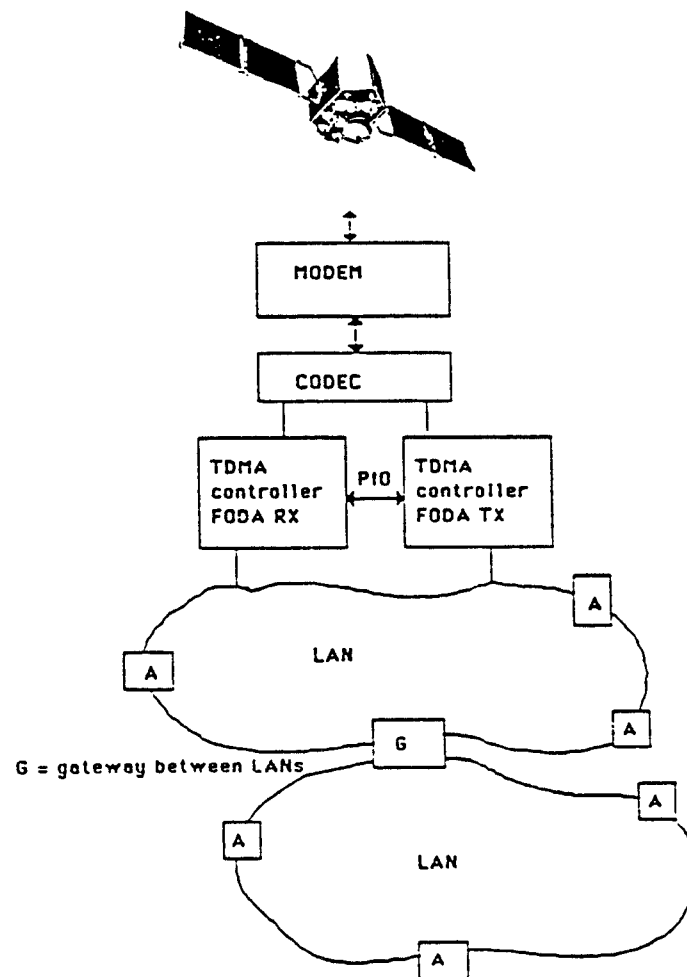 MODEM
CODEC
TDMA
controller
FODA RX
PIO
TDMA
controller
FODA TX
A
LAN
A
A
G
G = gateway between LANs
A
A
LAN
A